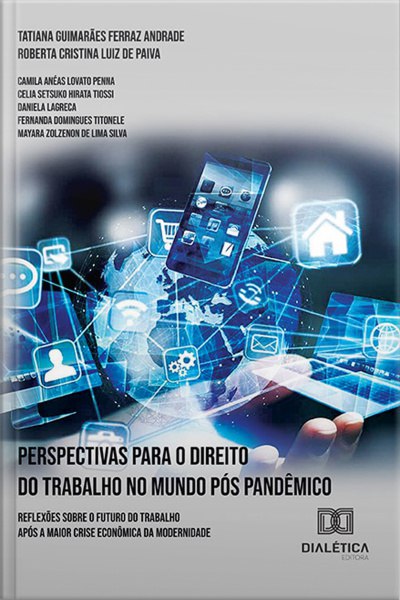 TATIANA GUIMARÃES FERRAZ ANDRADE
ROBERTA CRISTINA LUIZ DE PAIVA
CAMILA ANÉAS LOVATO PENNA
CELIA SETSUKO HIRATA TIOSSI
DANIELA LAGRECA
FERNANDA DOMINGUES TITONELE
MAYARA ZOLZENON DE LIMA SILVA
PERSPECTIVAS PARA O DIREITO
DO TRABALHO NO MUNDO PÓS PANDÊMICO
REFLEXÕES SOBRE O FUTURO DO TRABALHO
APÓS A MAIOR CRISE ECONÔMICA DA MODERNIDADE
DIALÉTICA
EDITORA